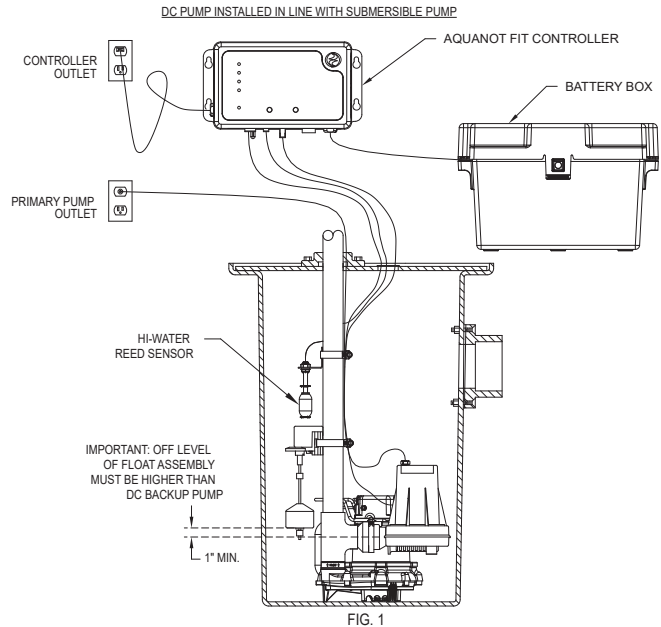 DC PUMP INSTALLED IN LINE WITH SUBMERSIBLE PUMP
CONTROLLER
OUTLET
AQUANOT FIT CONTROLLER
BATTERY BOX
PRIMARY PUMP
OUTLET
HI-WATER
REED SENSOR
IMPORTANT: OFF LEVEL
OF FLOAT ASSEMBLY
MUST BE HIGHER THAN
DC BACKUP PUMP
1" MIN.
FIG. 1